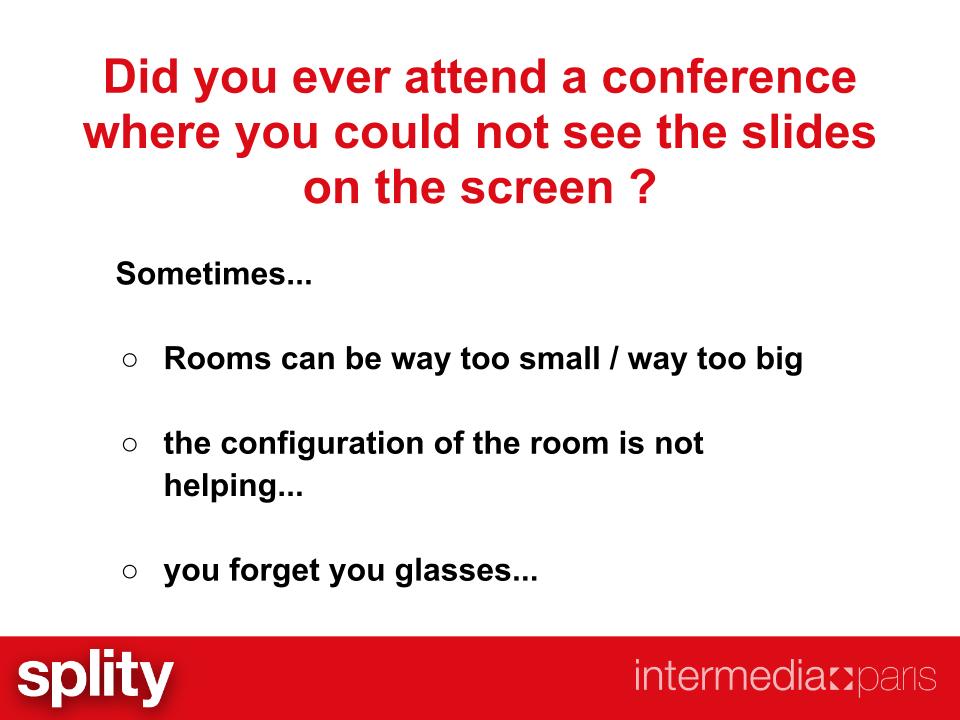 Did you ever attend a conference
where you could not see the slides
on the screen ?
Sometimes...
○ Rooms can be way too small / way too big
○ the configuration of the room is not
helping...
○ you forget you glasses...
splity
intermedia paris